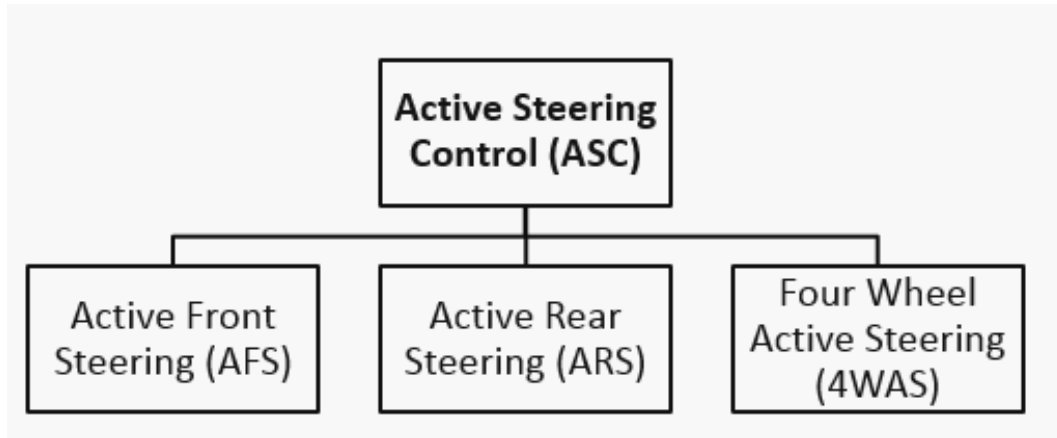 Active Steering
Control (ASC)
Active Front
Steering (AFS)
Active Rear
Steering (ARS)
Four Wheel
Active Steering
(4WAS)